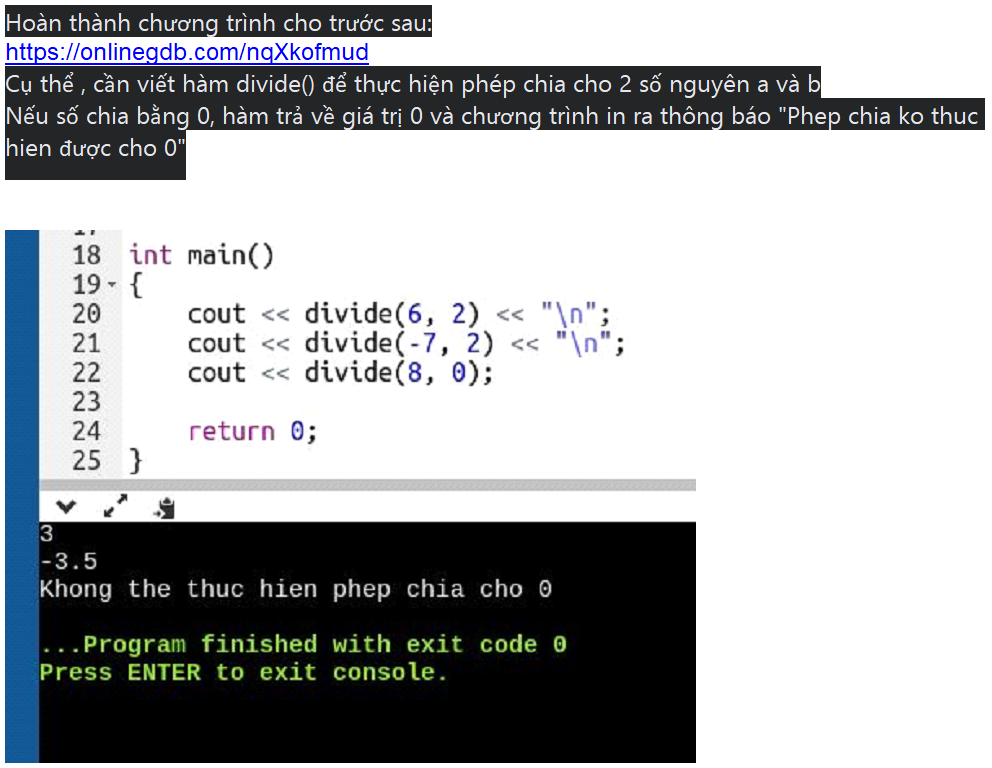 Hoàn thành chương trình cho trước sau:
https://onlinegdb.com/nqXkofmud
Cụ thể , cần viết hàm divide() để thực hiện phép chia cho 2 số nguyên a và b
Nếu số chia bằng 0, hàm trả về giá trị 0 và chương trình in ra thông báo "Phep chia ko thuc
hien được cho 0"
18 int main()
19 {
20 cout << divide(6, 2) << "\n";
21 cout << divide(-7, 2) << "\n";
22 cout << divide(8, 0);
23
24 return 0;
25 }
3
-3.5
Khong the thuc hien phep chia cho 0
...Program finished with exit code 0
Press ENTER to exit console.